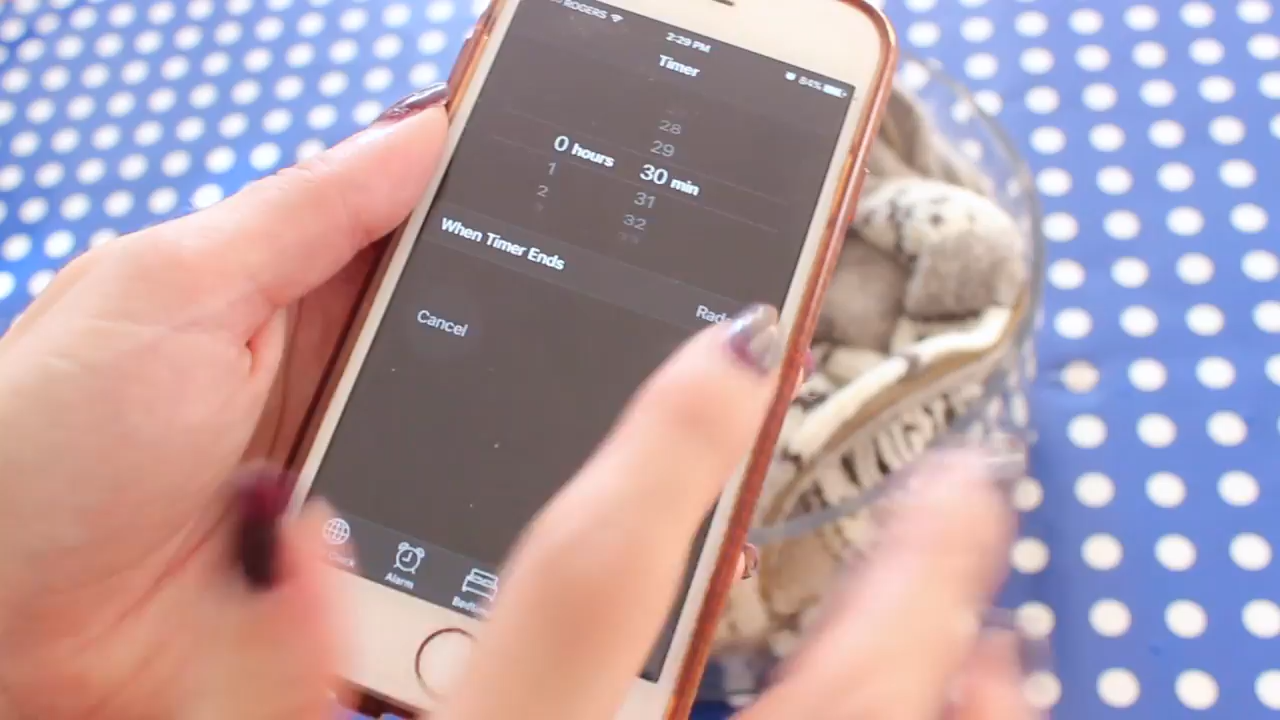 ROGERS
2:29 PM
84%
Timer
28
29
0 hours 30 min
1 31
2 32
When Timer Ends
Cancel
Alarm